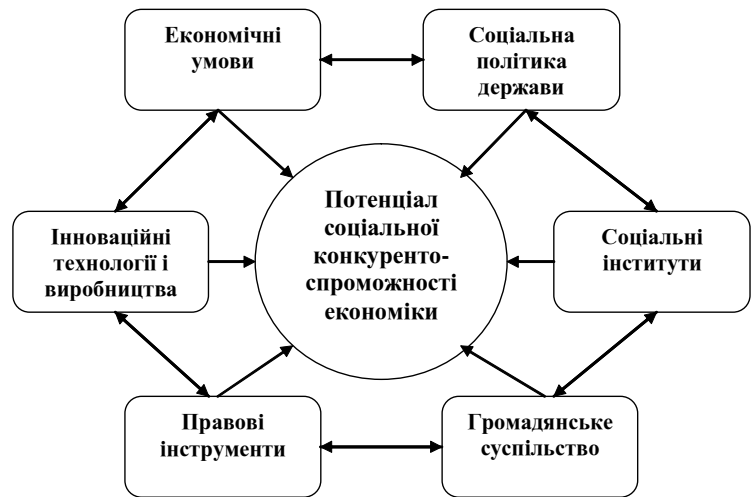 Економічні
умови
Соціальна
політика
держави
Потенціал
соціальної
конкуренто-
спроможності
економіки
Інноваційні
технології і
виробництва
Соціальні
інститути
Правові
інструменти
Громадянське
суспільство